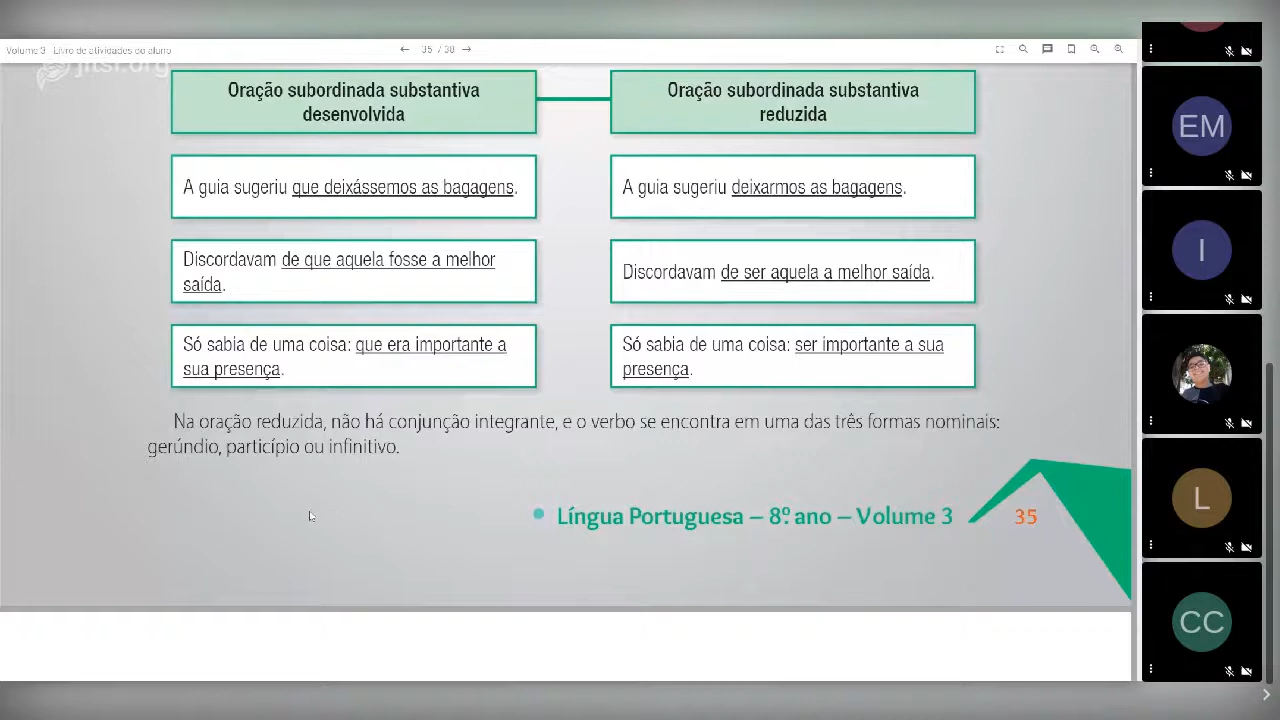 Volume 3 - Livro de atividades do aluno
35 / 38
jitsi.org
Oração subordinada substantiva
desenvolvida
Oração subordinada substantiva
reduzida
A guia sugeriu que deixássemos as bagagens.
A guia sugeriu deixarmos as bagagens.
Discordavam de que aquela fosse a melhor
saída.
Discordavam de ser aquela a melhor saída.
Só sabia de uma coisa: que era importante a
sua presença.
Só sabia de uma coisa: ser importante a sua
presença.
Na oração reduzida, não há conjunção integrante, e o verbo se encontra em uma das três formas nominais:
gerúndio, particípio ou infinitivo.
Língua Portuguesa – 8º. ano – Volume 3
35
EM
I
L
CC